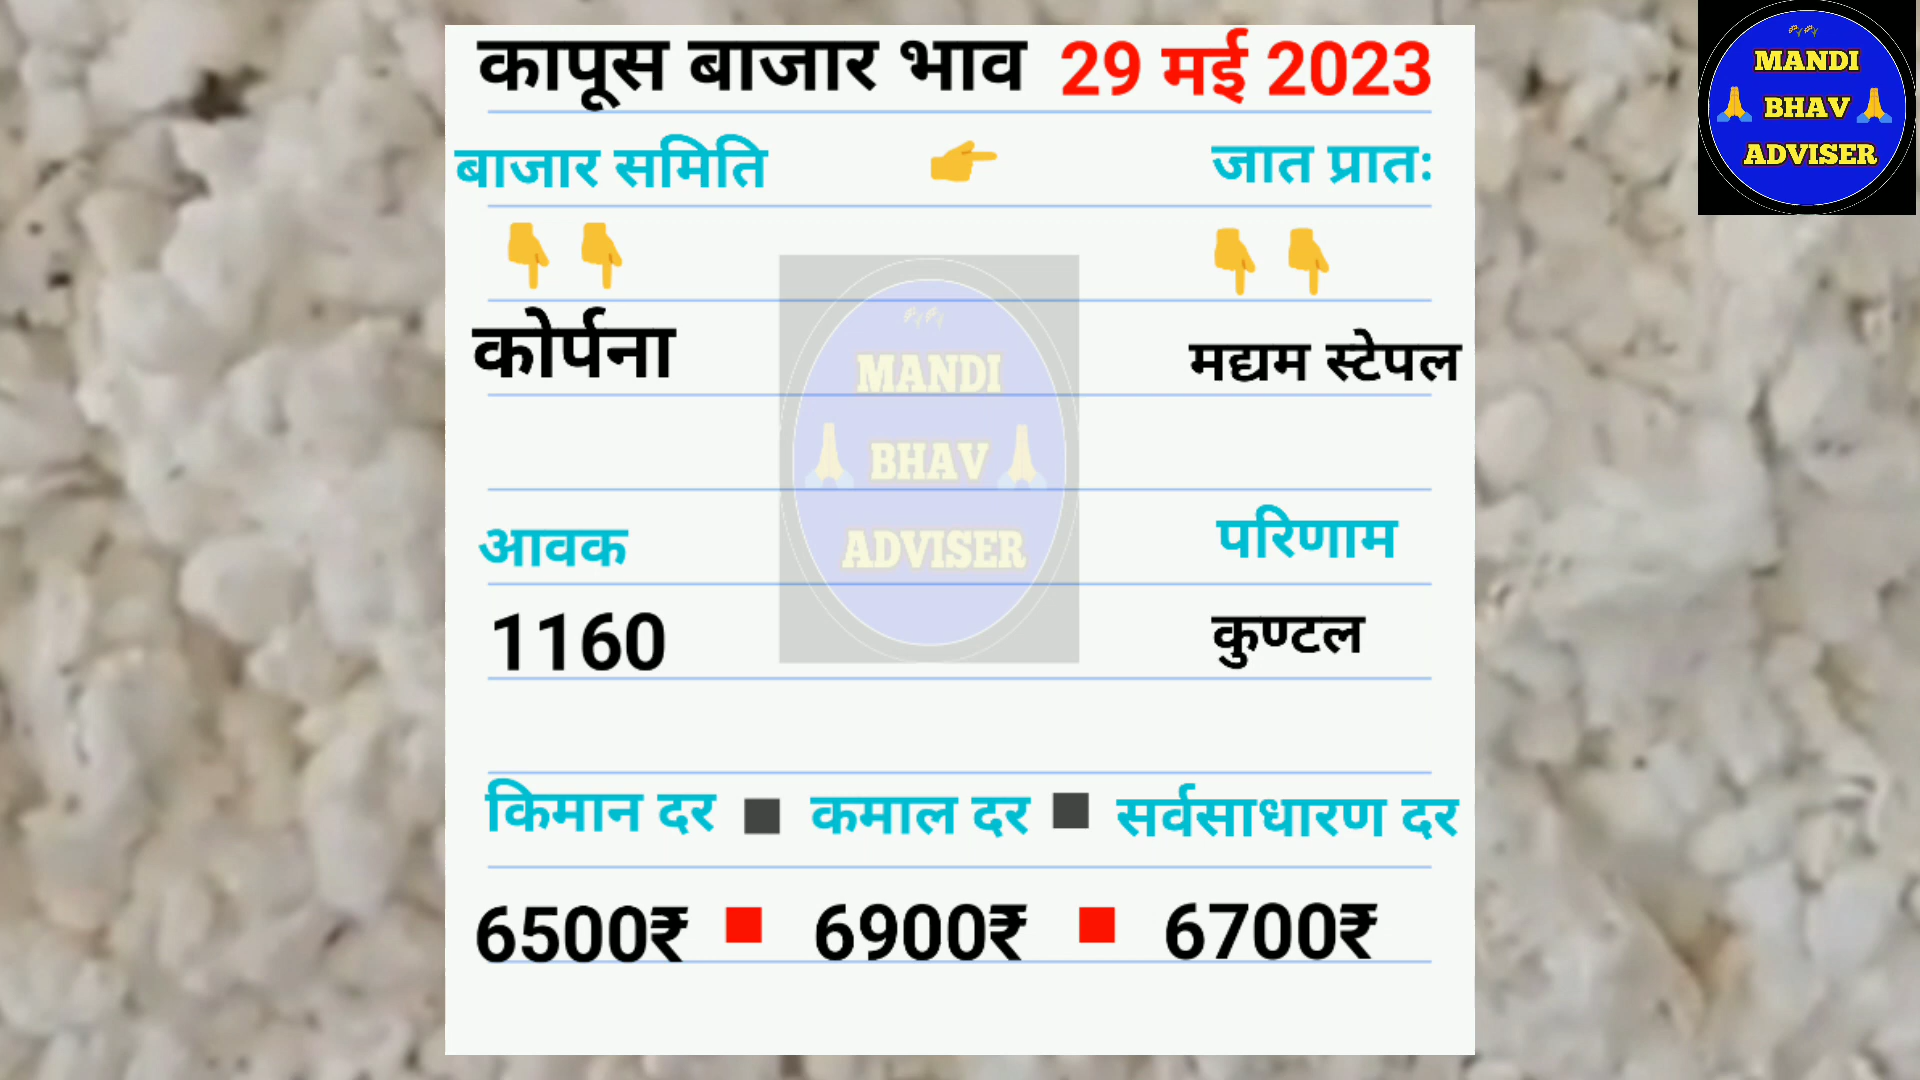 कापूस बाजार भाव 29 मई 2023
बाजार समिति 👉 जात प्रातः
👇👇 👇👇
कोर्पना मद्यम स्टेपल
आवक परिणाम
1160 कुण्टल
किमान दर ◼ कमाल दर ◼ सर्वसाधारण दर
6500₹ 🟥 6900₹ 🟥 6700₹
MANDI
🙏 BHAV 🙏
ADVISER
MANDI
🙏 BHAV 🙏
ADVISER